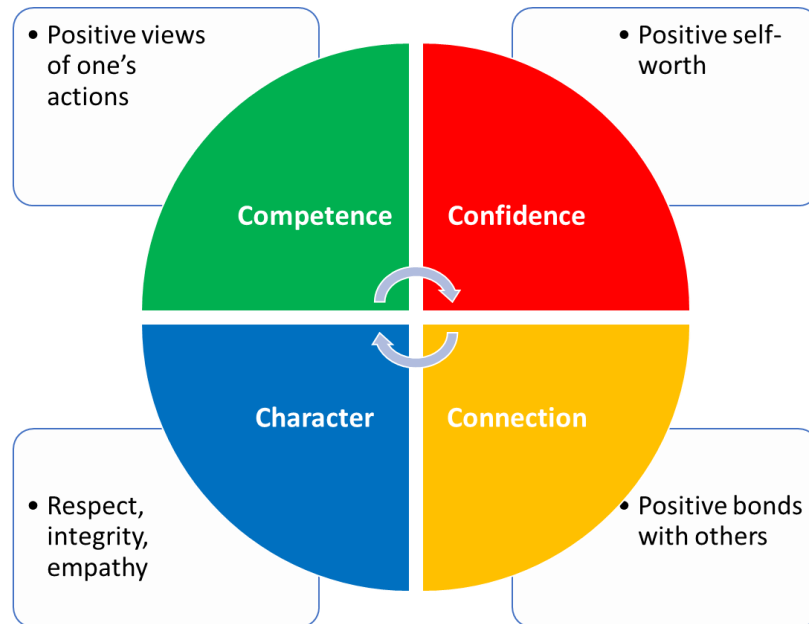 • Positive views
of one’s
actions
• Positive self-
worth
Competence
Confidence
Character
Connection
• Respect,
integrity,
empathy
• Positive bonds
with others